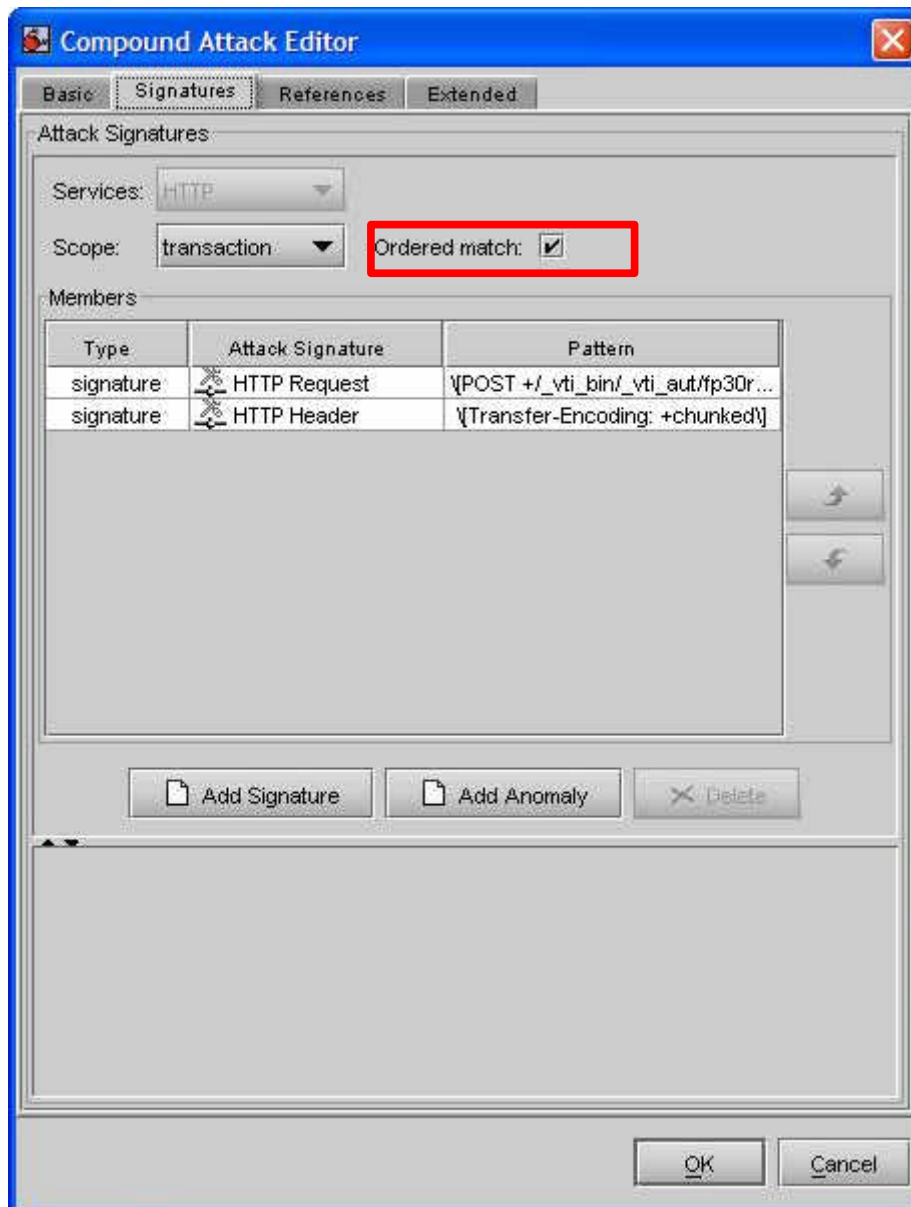 Compound Attack Editor
Basic Signatures References Extended
Attack Signatures
Services: HTTP
Scope: transaction Ordered match:
Members
Type Attack Signature Pattern
signature HTTP Request \[POST +/_vti_bin/_vti_aut/fp30r...
signature HTTP Header \[Transfer-Encoding: +chunked\]
Add Signature Add Anomaly Delete
OK Cancel